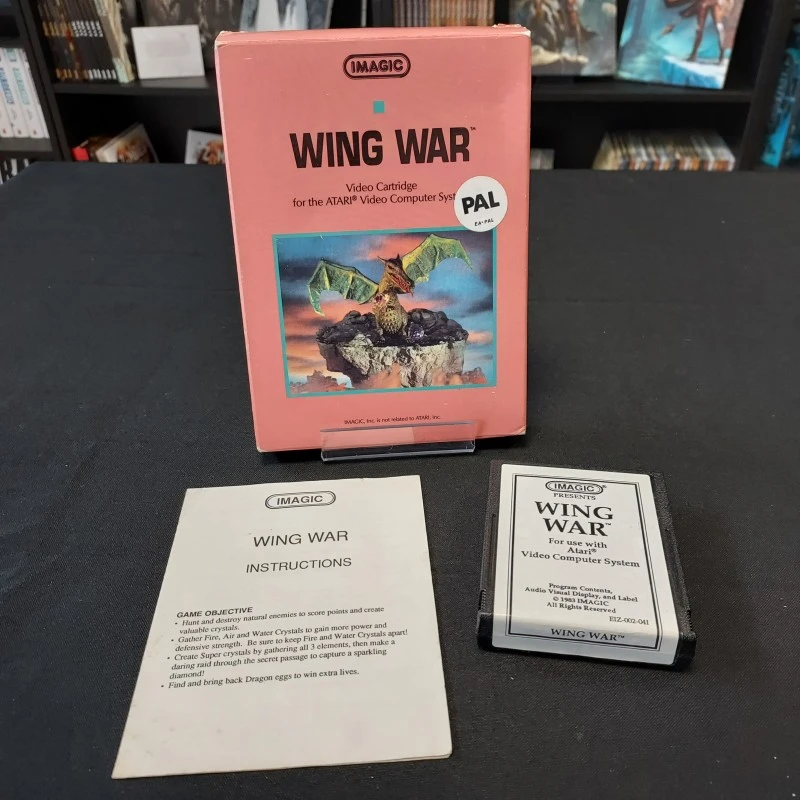 IMAGIC
WING WAR™
Video Cartridge
for the ATARI® Video Computer Syst
PAL
EA-PAL
IMAGIC, Inc. is not related to ATARI, Inc.
IMAGIC
WING WAR
INSTRUCTIONS
GAME OBJECTIVE
• Hunt and destroy natural enemies to score points and create
valuable crystals.
• Gather Fire, Air and Water Crystals to gain more power and
defensive strength. Be sure to keep Fire and Water Crystals apart!
• Create Super crystals by gathering all 3 elements, then make a
daring raid through the secret passage to capture a sparkling
diamond!
• Find and bring back Dragon eggs to win extra lives.
IMAGIC®
PRESENTS
WING
WAR™
For use with
Atari®
Video Computer System
Program Contents,
Audio Visual Display, and Label
© 1983 IMAGIC
All Rights Reserved
EIZ-002-041
WING WAR™